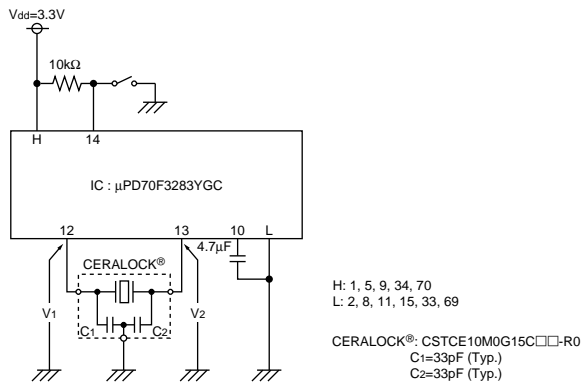 Vdd=3.3V
10kΩ
H 14
IC : μPD70F3283YGC
12 13 10 L
4.7μF
CERALOCK®
V1 C1 C2 V2
H: 1, 5, 9, 34, 70
L: 2, 8, 11, 15, 33, 69
CERALOCK®: CSTCE10M0G15C□□-R0
C1=33pF (Typ.)
C2=33pF (Typ.)